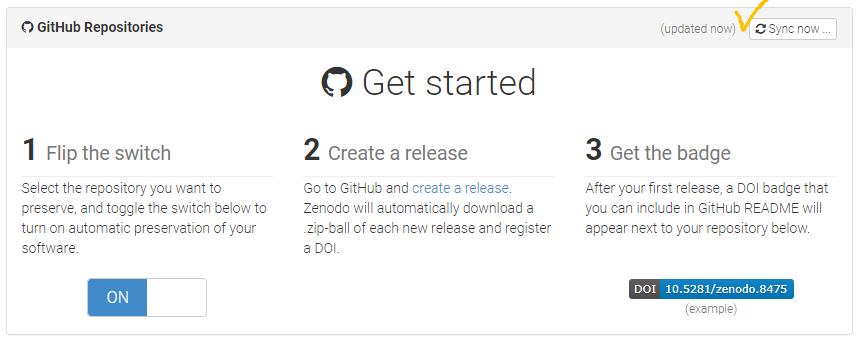 GitHub Repositories
(updated now)
Sync now ...
Get started
1 Flip the switch
Select the repository you want to
preserve, and toggle the switch below to
turn on automatic preservation of your
software.
ON
2 Create a release
Go to GitHub and create a release.
Zenodo will automatically download a
.zip-ball of each new release and register
a DOI.
3 Get the badge
After your first release, a DOI badge that
you can include in GitHub README will
appear next to your repository below.
DOI 10.5281/zenodo.8475
(example)